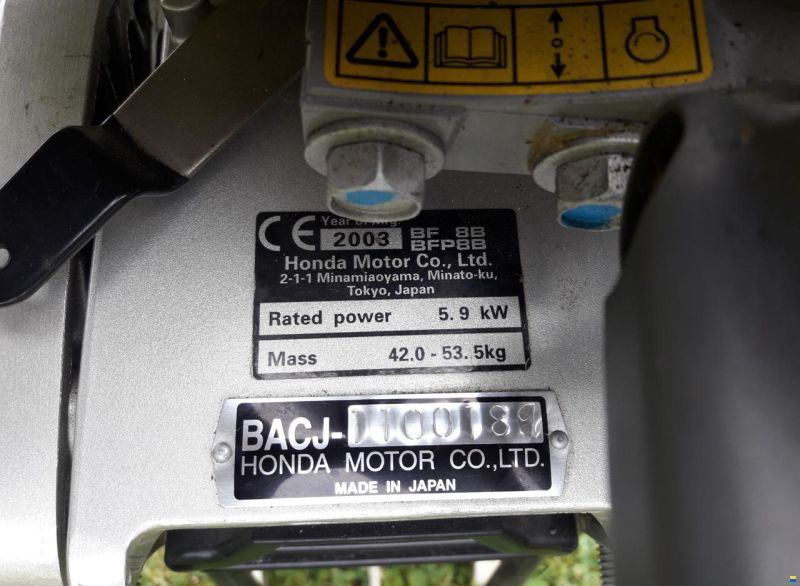 CE Year of Mfg.
2003 BF 8B
BFP8B
Honda Motor Co., Ltd.
2-1-1 Minamiaoyama, Minato-ku,
Tokyo, Japan
Rated power 5.9 kW
Mass 42.0 - 53.5kg
BACJ-1100189
HONDA MOTOR CO.,LTD.
MADE IN JAPAN